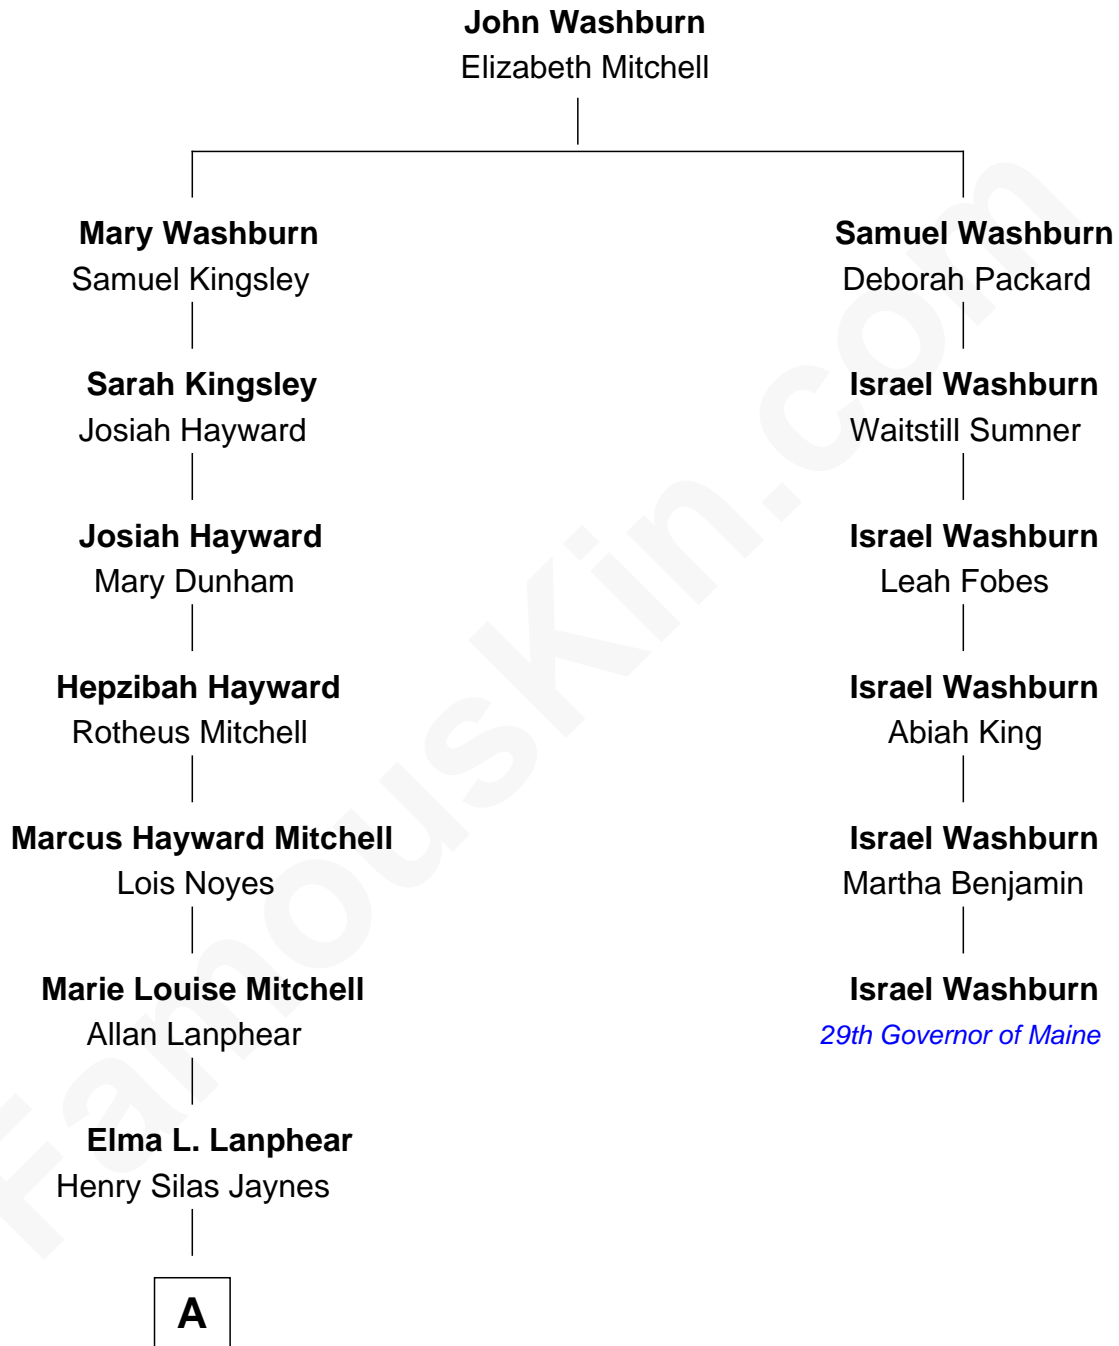 John Washburn
Elizabeth Mitchell
Mary Washburn
Samuel Kingsley
Samuel Washburn
Deborah Packard
Sarah Kingsley
Josiah Hayward
Israel Washburn
Waitstill Sumner
Josiah Hayward
Mary Dunham
Israel Washburn
Leah Fobes
Hepzibah Hayward
Rotheus Mitchell
Israel Washburn
Abiah King
Marcus Hayward Mitchell
Lois Noyes
Israel Washburn
Martha Benjamin
Marie Louise Mitchell
Allan Lanphear
Israel Washburn
29th Governor of Maine
Elma L. Lanphear
Henry Silas Jaynes
A
FamousKin.com